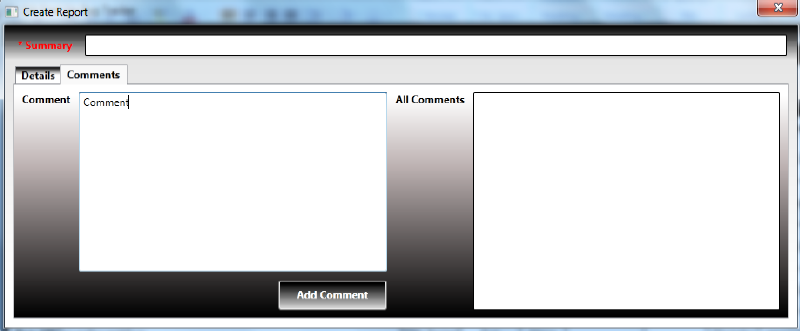 Create Report
* Summary
Details
Comments
Comment
Comment
All Comments
Add Comment